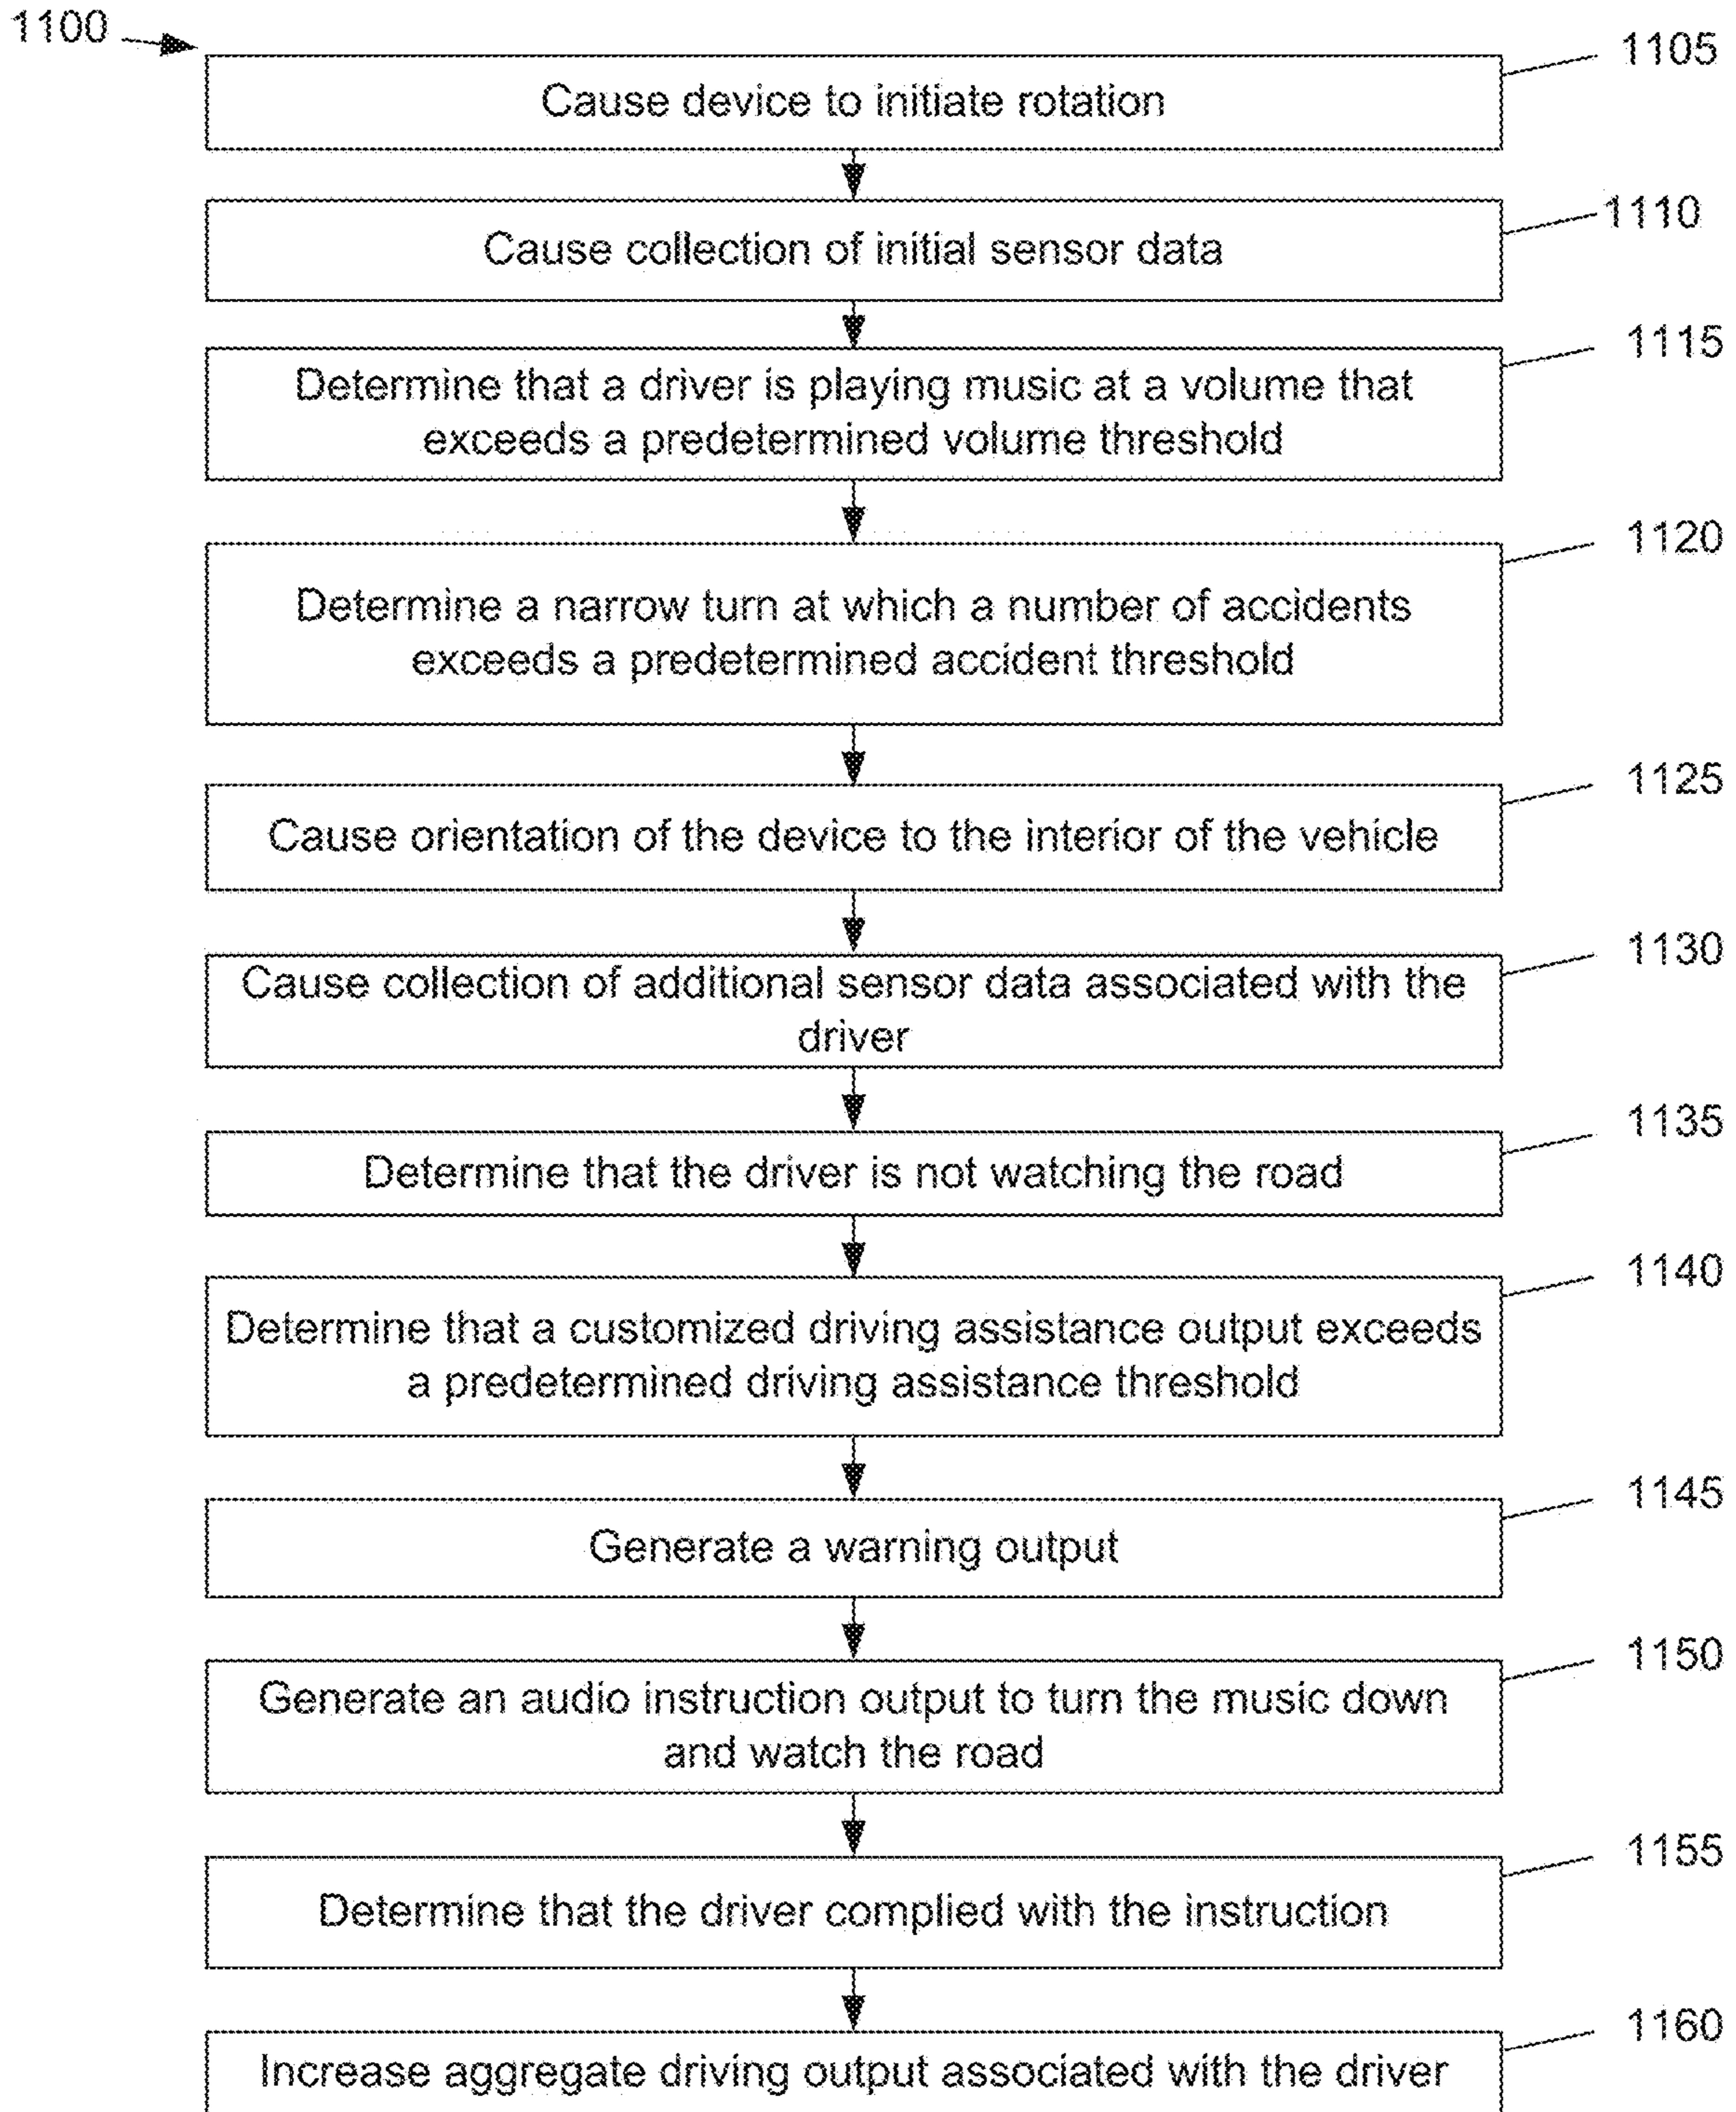 1100
1105
Cause device to initiate rotation
1110
Cause collection of initial sensor data
1115
Determine that a driver is playing music at a volume that
exceeds a predetermined volume threshold
1120
Determine a narrow turn at which a number of accidents
exceeds a predetermined accident threshold
1125
Cause orientation of the device to the interior of the vehicle
1130
Cause collection of additional sensor data associated with the
driver
1135
Determine that the driver is not watching the road
1140
Determine that a customized driving assistance output exceeds
a predetermined driving assistance threshold
1145
Generate a warning output
1150
Generate an audio instruction output to turn the music down
and watch the road
1155
Determine that the driver complied with the instruction
1160
Increase aggregate driving output associated with the driver